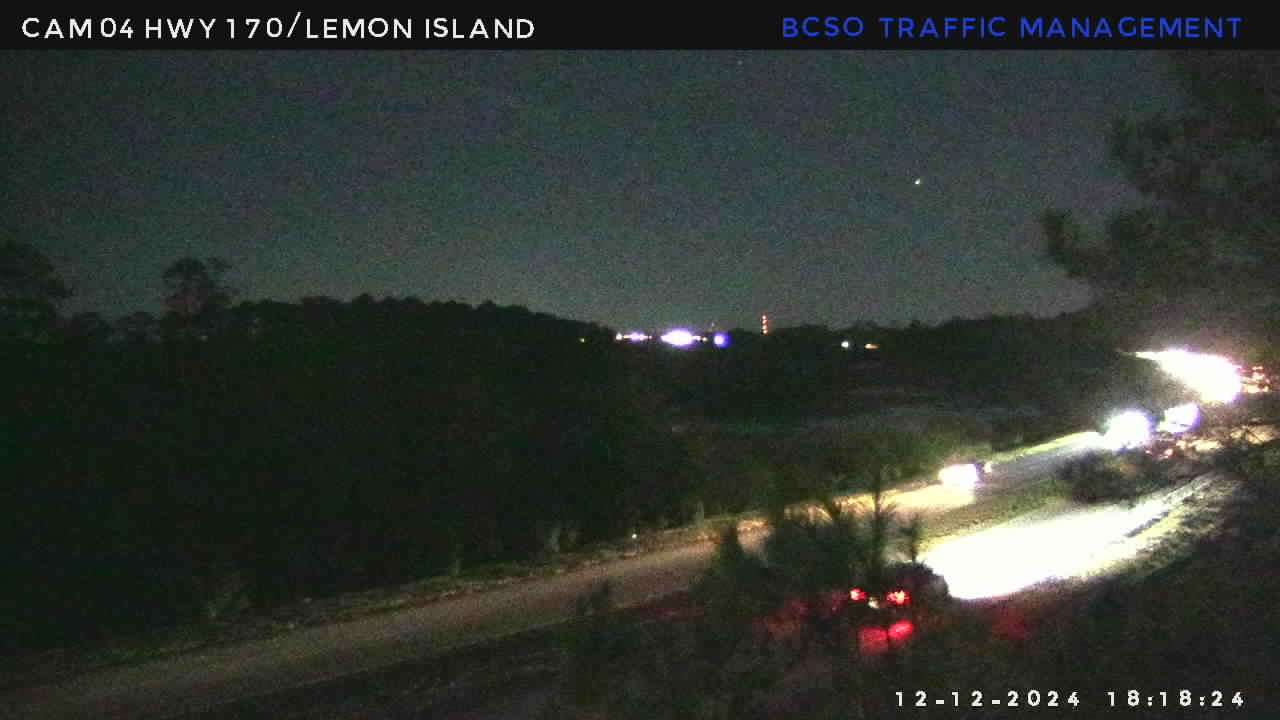 CAM04 HWY 170/LEMON ISLAND
BCSO TRAFFIC MANAGEMENT
12-12-2024 18:18:24